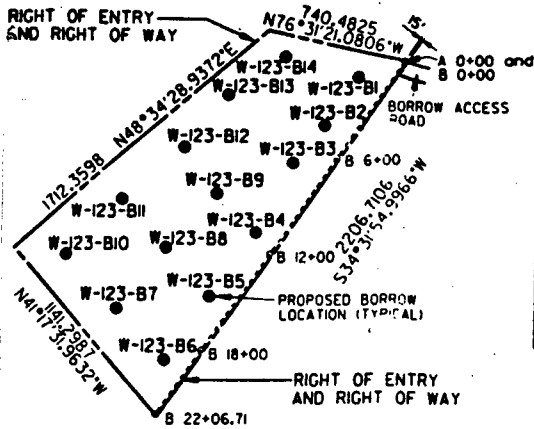 RIGHT OF ENTRY
AND RIGHT OF WAY
740.4825
N76°31'21.0806"W
15'
A 0+00 and
B 0+00
BORROW ACCESS
ROAD
W-123-B14
W-123-B13
W-123-B1
W-123-B2
W-123-B3
B 6+00
1712.3598 N48°34'28.9372"E
W-123-B12
W-123-B9
W-123-B11
W-123-B4
2206.7106
S34°31'54.9966"W
W-123-B10
W-123-B8
B 12+00
W-123-B5
W-123-B7
PROPOSED BORROW
LOCATION (TYPICAL)
1141.2987
N41°17'31.9632"W
W-123-B6
B 18+00
RIGHT OF ENTRY
AND RIGHT OF WAY
B 22+06.71